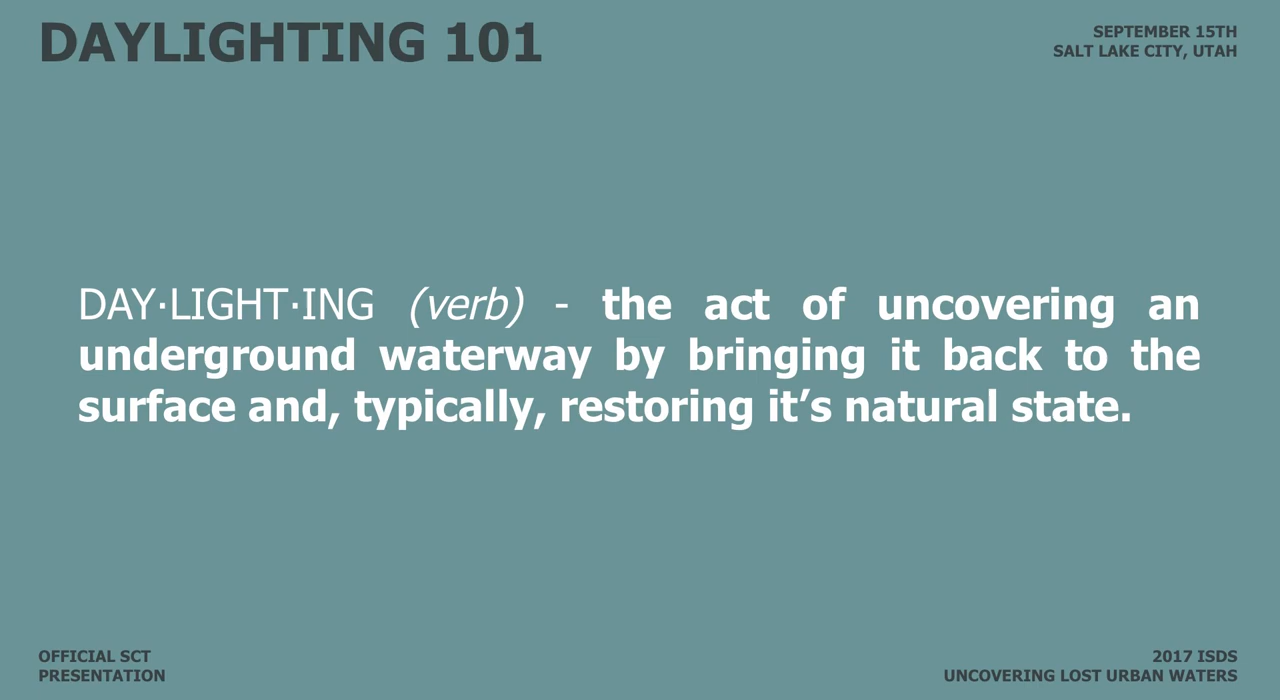 DAYLIGHTING 101
SEPTEMBER 15TH
SALT LAKE CITY, UTAH
DAY·LIGHT·ING (verb) - the act of uncovering an
underground waterway by bringing it back to the
surface and, typically, restoring it’s natural state.
OFFICIAL SCT
PRESENTATION
2017 ISDS
UNCOVERING LOST URBAN WATERS